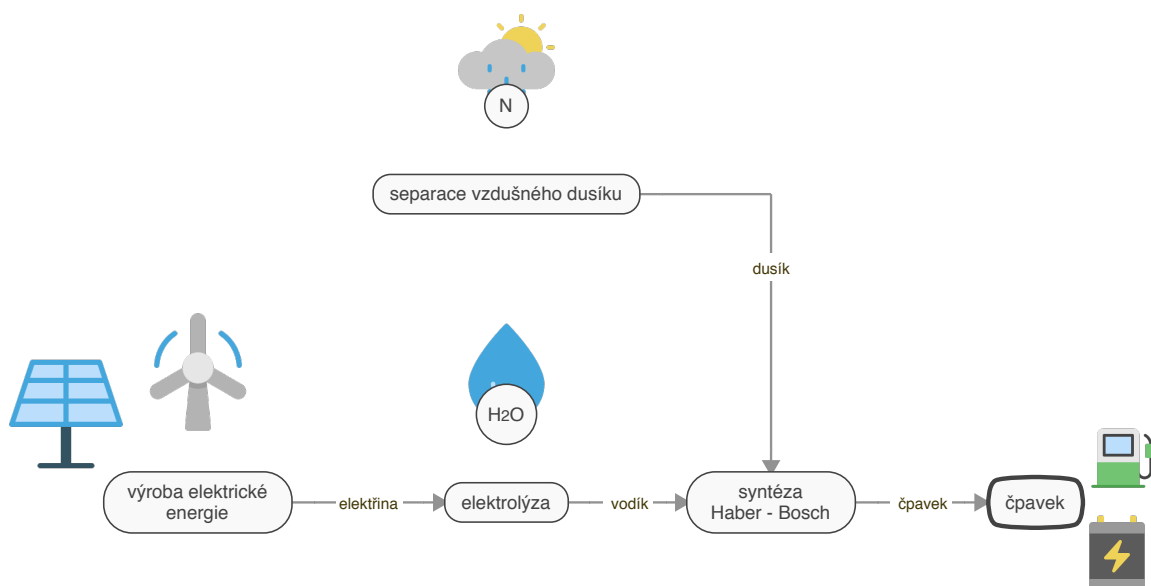 N
separace vzdušného dusíku
dusík
H2O
výroba elektrické
energie
elektřina
elektrolýza
vodík
syntéza
Haber - Bosch
čpavek
čpavek